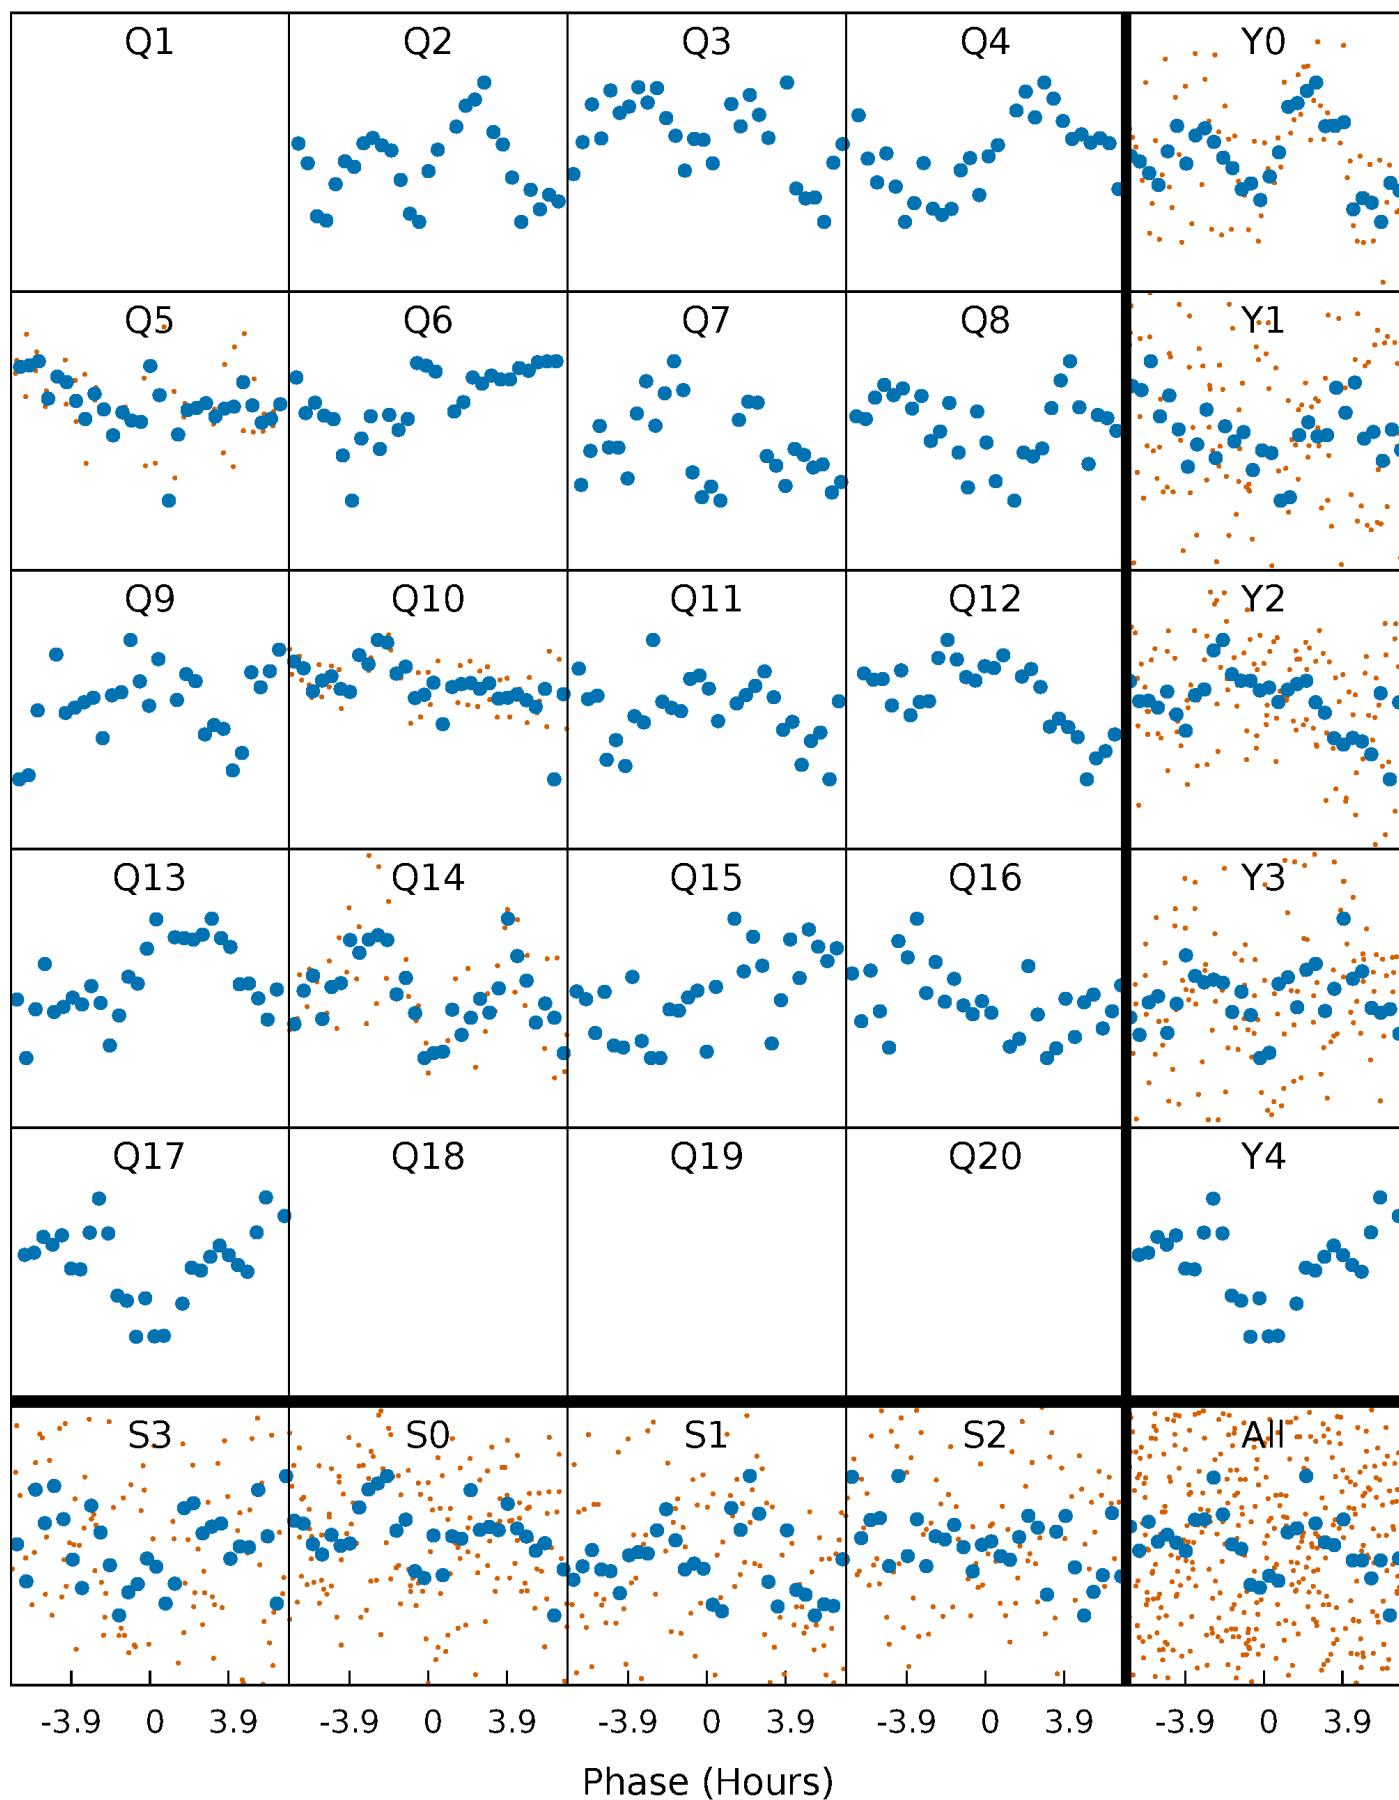 Q1 Q2 Q3 Q4 Y0
Q5 Q6 Q7 Q8 Y1
Q9 Q10 Q11 Q12 Y2
Q13 Q14 Q15 Q16 Y3
Q17 Q18 Q19 Q20 Y4
S3 S0 S1 S2 All
-3.9 0 3.9 -3.9 0 3.9 -3.9 0 3.9 -3.9 0 3.9 -3.9 0 3.9
Phase (Hours)